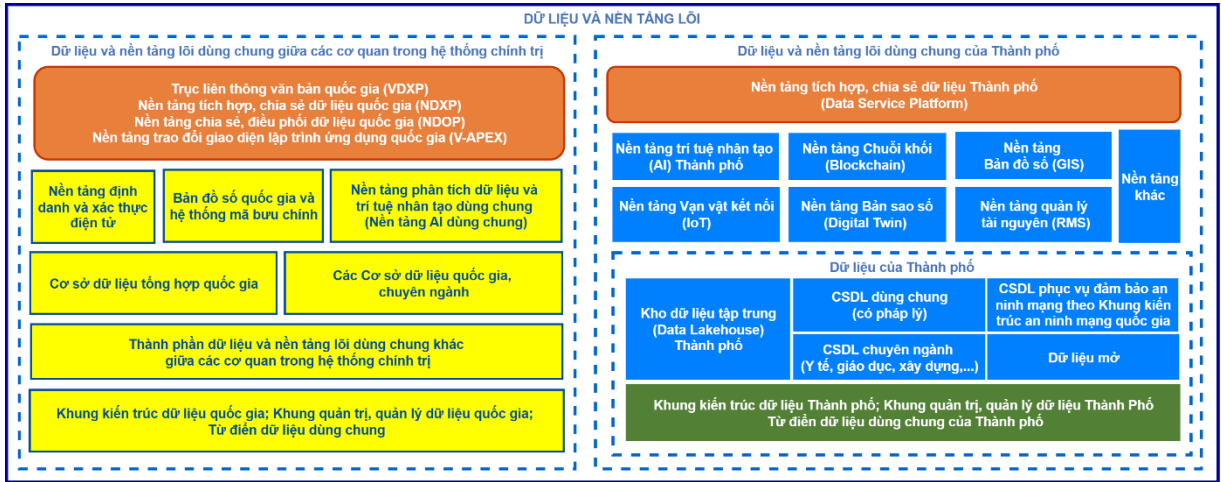 DỮ LIỆU VÀ NỀN TẢNG LÕI
Dữ liệu và nền tảng lõi dùng chung giữa các cơ quan trong hệ thống chính trị
Trục liên thông văn bản quốc gia (VDXP)
Nền tảng tích hợp, chia sẻ dữ liệu quốc gia (NDXP)
Nền tảng chia sẻ, điều phối dữ liệu quốc gia (NDOP)
Nền tảng trao đổi giao diện lập trình ứng dụng quốc gia (V-APEX)
Nền tảng định
danh và xác thực
điện tử
Bản đồ số quốc gia và
hệ thống mã bưu chính
Nền tảng phân tích dữ liệu và
trí tuệ nhân tạo dùng chung
(Nền tảng AI dùng chung)
Cơ sở dữ liệu tổng hợp quốc gia
Các Cơ sở dữ liệu quốc gia,
chuyên ngành
Thành phần dữ liệu và nền tảng lõi dùng chung khác
giữa các cơ quan trong hệ thống chính trị
Khung kiến trúc dữ liệu quốc gia; Khung quản trị, quản lý dữ liệu quốc gia;
Từ điển dữ liệu dùng chung
Dữ liệu và nền tảng lõi dùng chung của Thành phố
Nền tảng tích hợp, chia sẻ dữ liệu Thành phố
(Data Service Platform)
Nền tảng trí tuệ nhân tạo
(AI) Thành phố
Nền tảng Chuỗi khối
(Blockchain)
Nền tảng
Bản đồ số (GIS)
Nền tảng
khác
Nền tảng Vạn vật kết nối
(IoT)
Nền tảng Bản sao số
(Digital Twin)
Nền tảng quản lý
tài nguyên (RMS)
Dữ liệu của Thành phố
Kho dữ liệu tập trung
(Data Lakehouse)
Thành phố
CSDL dùng chung
(có pháp lý)
CSDL phục vụ đảm bảo an
ninh mạng theo Khung kiến
trúc an ninh mạng quốc gia
CSDL chuyên ngành
(Y tế, giáo dục, xây dựng,...)
Dữ liệu mở
Khung kiến trúc dữ liệu Thành phố; Khung quản trị, quản lý dữ liệu Thành Phố
Từ điển dữ liệu dùng chung của Thành phố